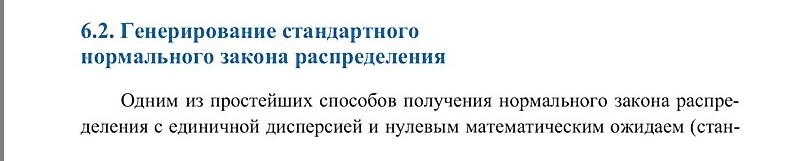 6.2. Генерирование стандартного
нормального закона распределения
Одним из простейших способов получения нормального закона распре-
деления с единичной дисперсией и нулевым математическим ожидаем (стан-